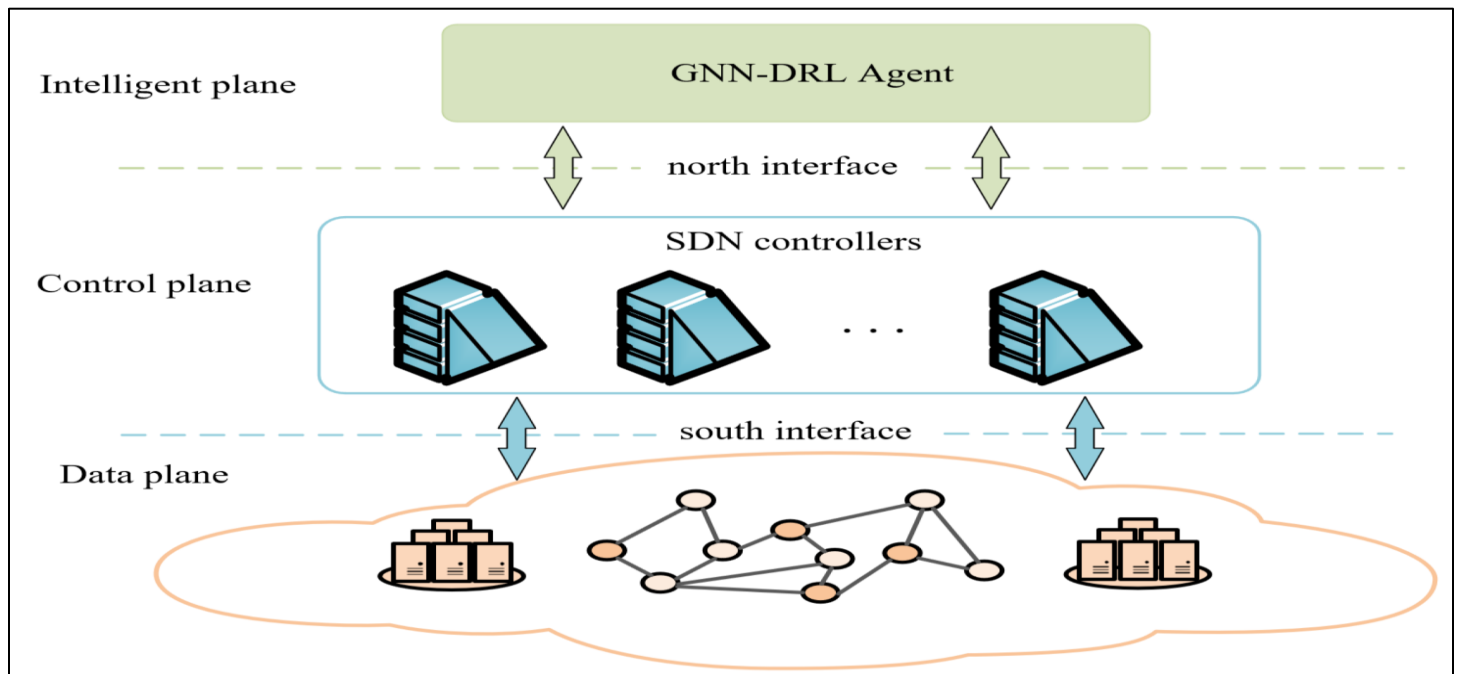 GNN-DRL Agent
Intelligent plane
north interface
SDN controllers
Control plane
. . .
south interface
Data plane